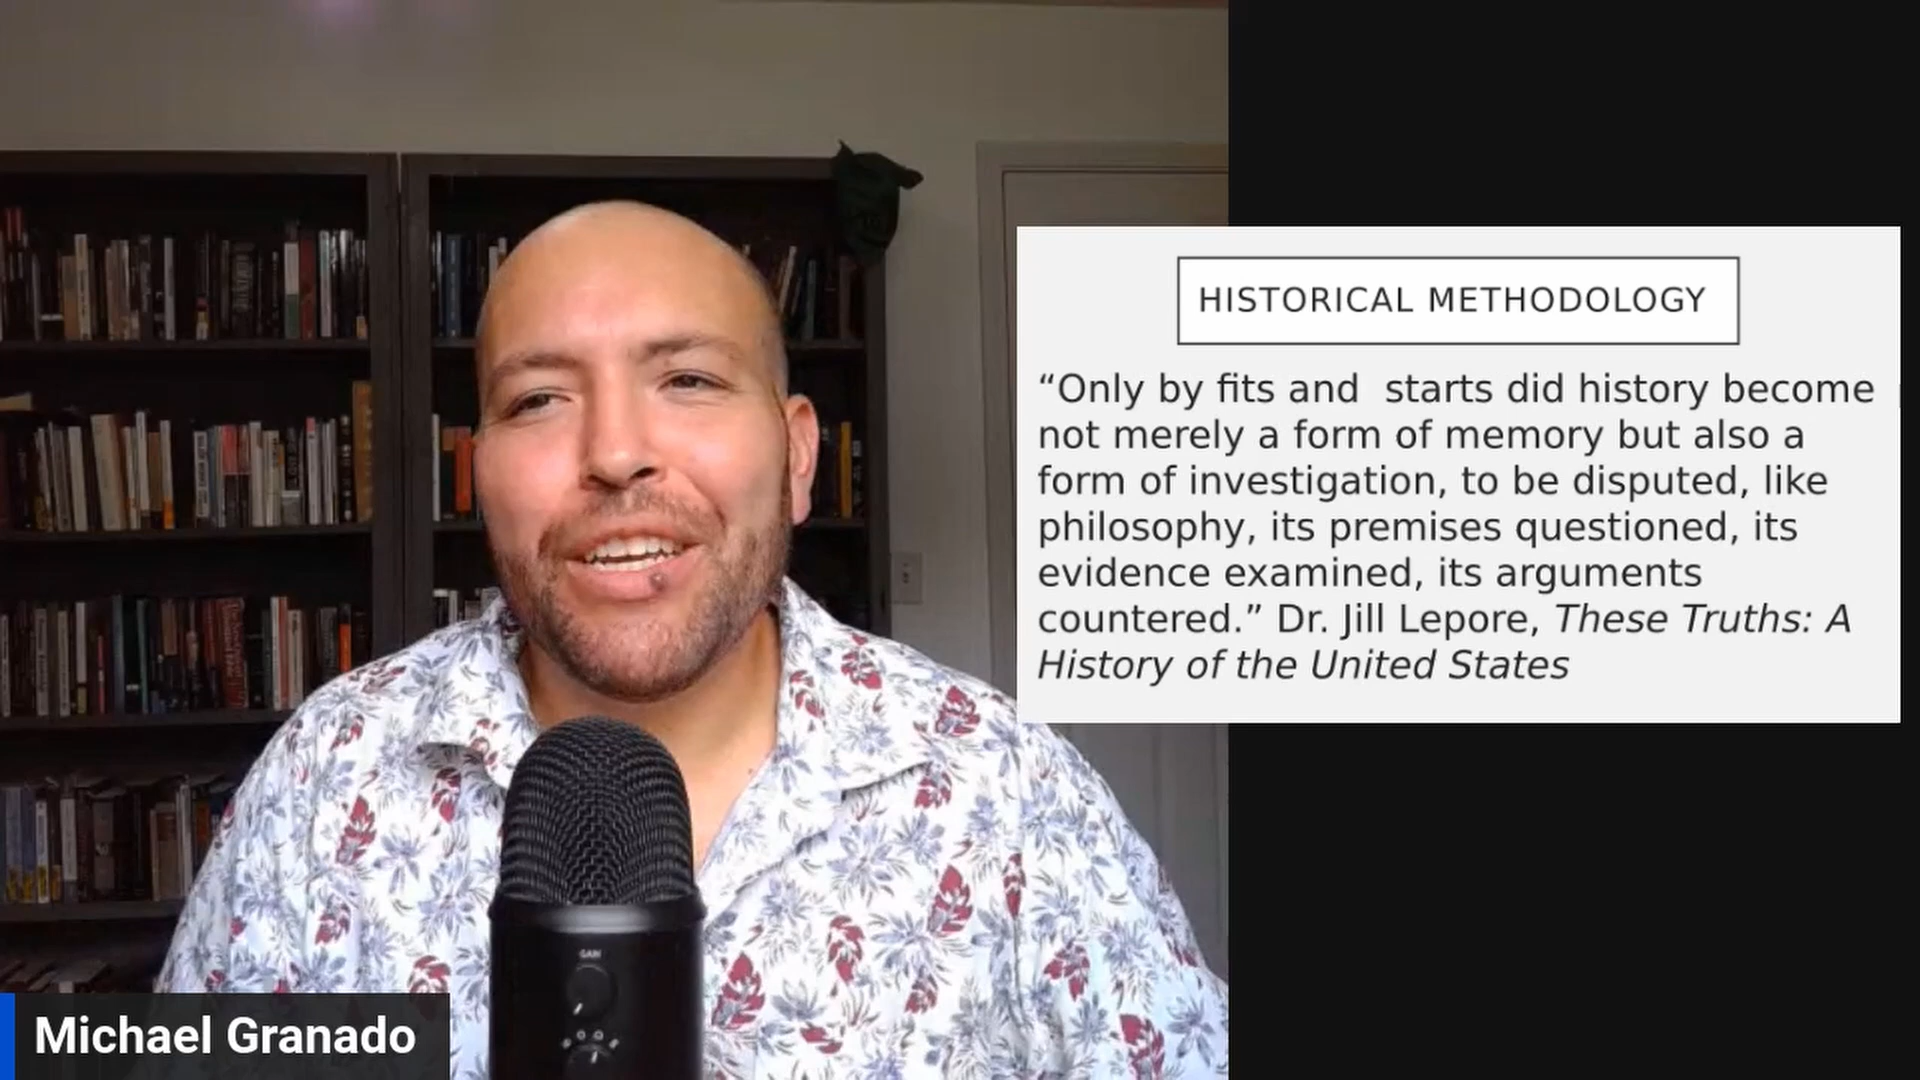 HISTORICAL METHODOLOGY
“Only by fits and  starts did history become
not merely a form of memory but also a
form of investigation, to be disputed, like
philosophy, its premises questioned, its
evidence examined, its arguments
countered.” Dr. Jill Lepore, These Truths: A
History of the United States
GAIN
Michael Granado